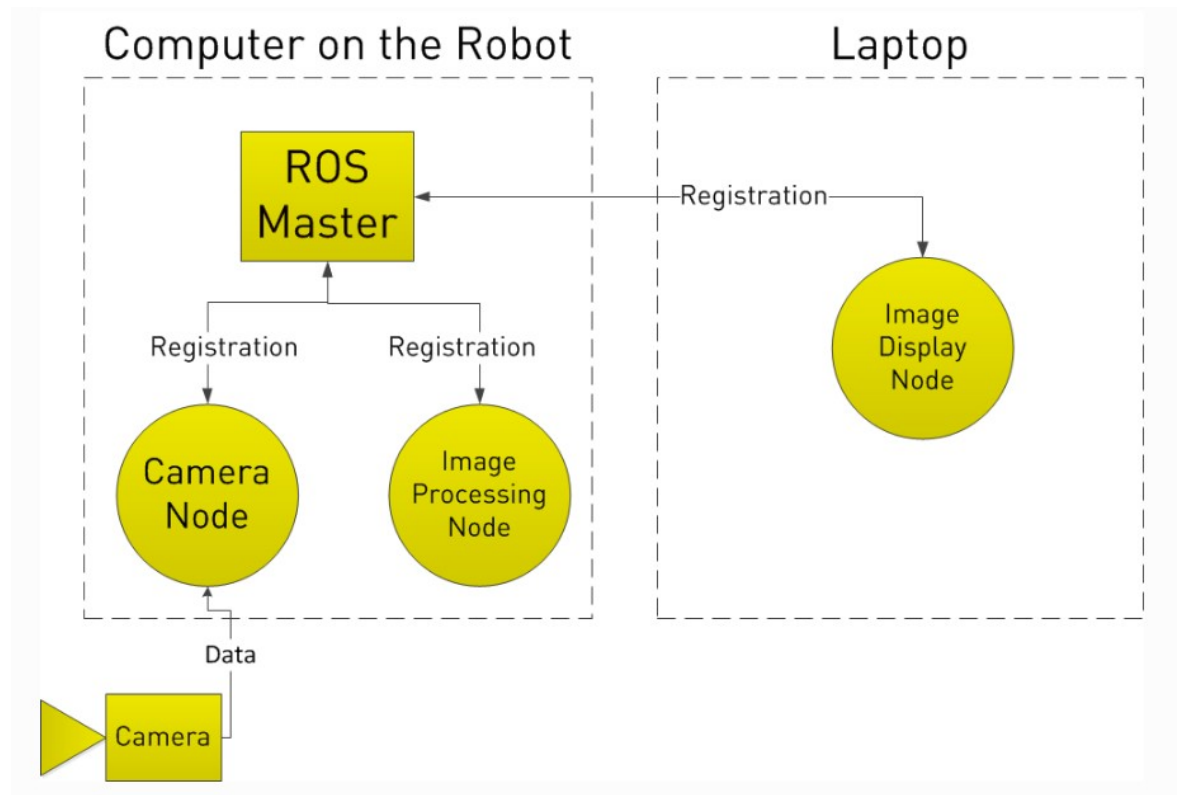 Computer on the Robot
Laptop
ROS
Master
Registration
Registration
Registration
Image
Display
Node
Camera
Node
Image
Processing
Node
Data
Camera